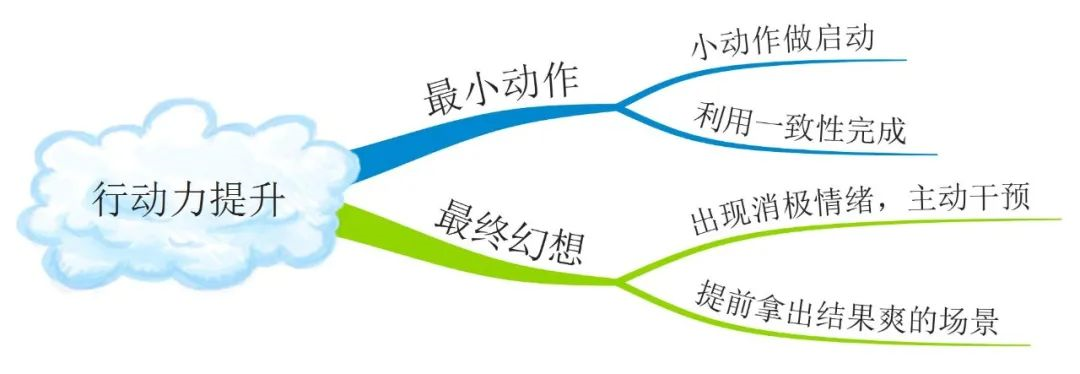 行动力提升
最小动作
小动作做启动
利用一致性完成
最终幻想
出现消极情绪，主动干预
提前拿出结果爽的场景